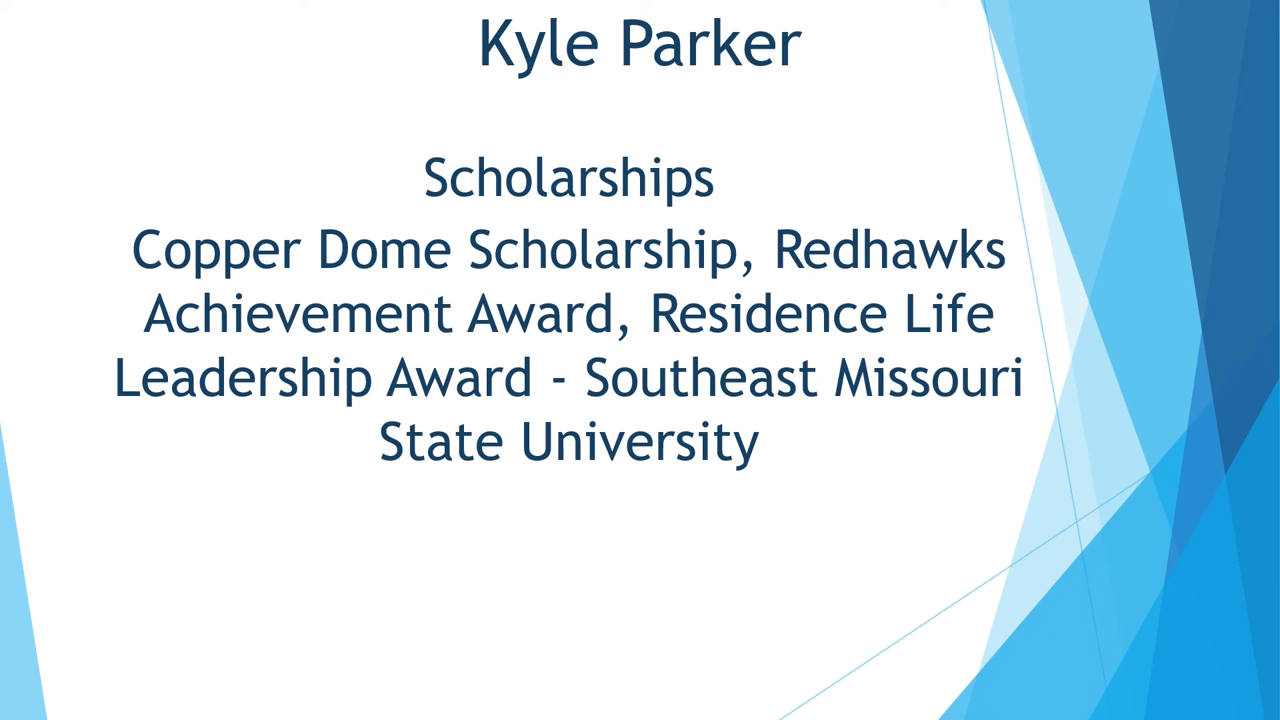 Kyle Parker
Scholarships
Copper Dome Scholarship, Redhawks
Achievement Award, Residence Life
Leadership Award - Southeast Missouri
State University